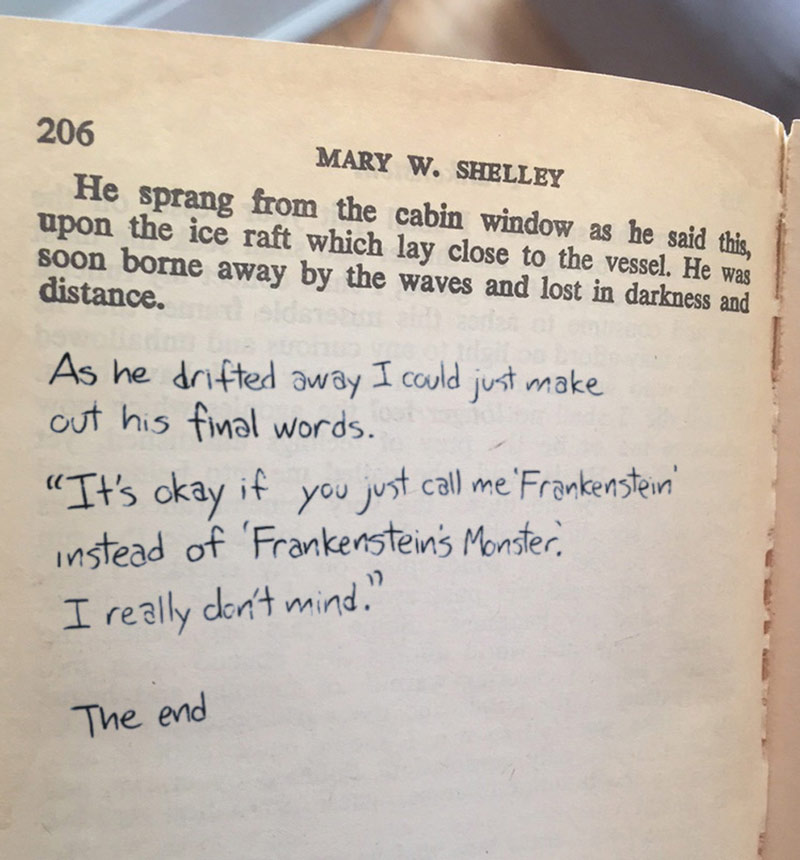 206
MARY W. SHELLEY
He sprang from the cabin window as he said this,
upon the ice raft which lay close to the vessel. He was
soon borne away by the waves and lost in darkness and
distance.
As he drifted away I could just make
out his final words.
“It's okay if you just call me 'Frankenstein'
instead of 'Frankenstein's Monster.'
I really don't mind.”
The end